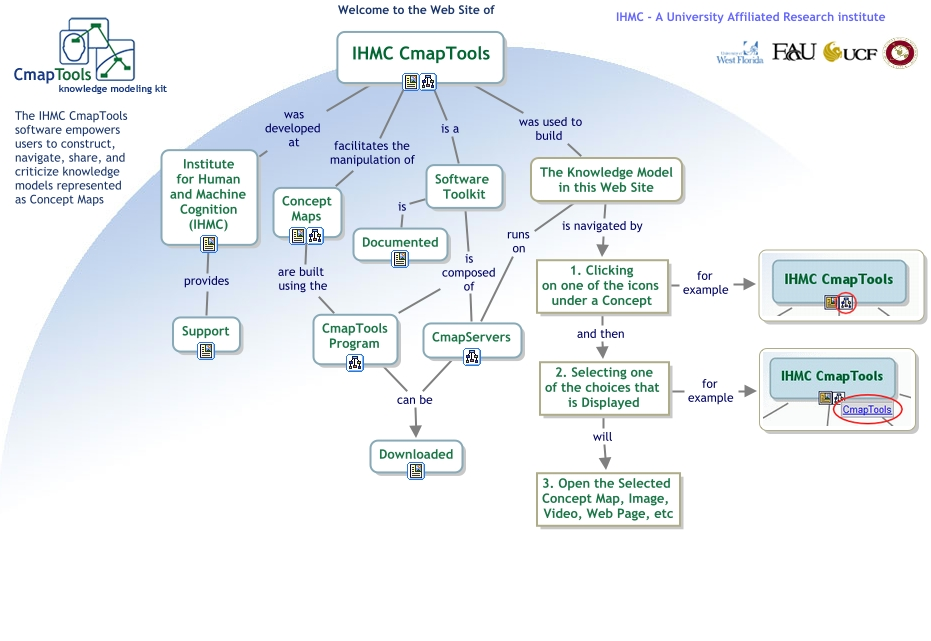 Welcome to the Web Site of
IHMC - A University Affiliated Research institute
IHMC CmapTools
University of
West Florida
FAU
UCF
CmapTools
knowledge modeling kit
The IHMC CmapTools
software empowers
users to construct,
navigate, share, and
criticize knowledge
models represented
as Concept Maps
was
developed
at
facilitates the
manipulation of
is a
was used to
build
Institute
for Human
and Machine
Cognition
(IHMC)
Concept
Maps
Software
Toolkit
The Knowledge Model
in this Web Site
is
Documented
runs
on
is navigated by
provides
are built
using the
is
composed
of
1. Clicking
on one of the icons
under a Concept
for
example
IHMC CmapTools
Support
CmapTools
Program
CmapServers
and then
2. Selecting one
of the choices that
is Displayed
for
example
IHMC CmapTools
CmapTools
can be
will
Downloaded
3. Open the Selected
Concept Map, Image,
Video, Web Page, etc